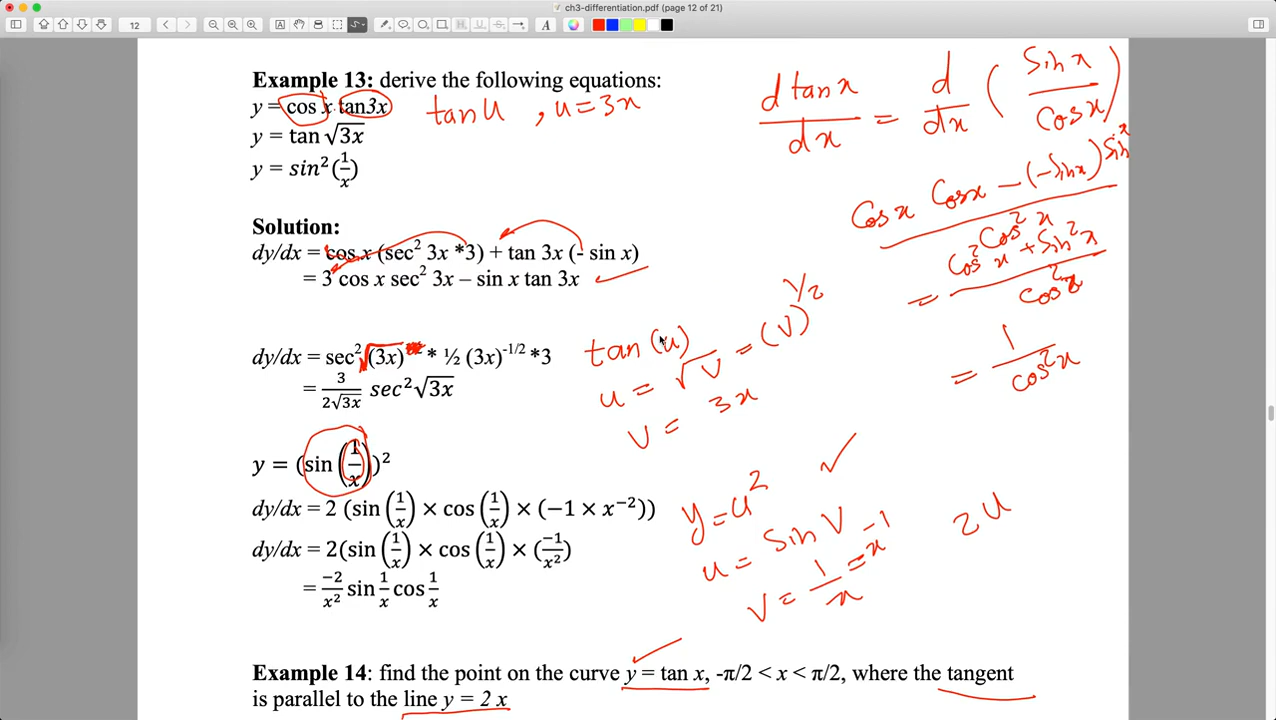 ch3-differentiation.pdf (page 12 of 21)
12
Example 13: derive the following equations:
y = cos x tan3x
tan u , u = 3x
y = tan √3x
y = sin² (1/x)
d tan x / dx = d/dx ( Sin x / Cos x )
Cos x Cos x − (−Sin x) Sin x
Cos² x
= Cos² x + Sin² x / Cos² x
= 1 / cos² x
Solution:
dy/dx = cos x (sec² 3x *3) + tan 3x (- sin x)
= 3 cos x sec² 3x – sin x tan 3x
dy/dx = sec² √(3x) * ½ (3x)^-1/2 *3
= 3/(2√3x) sec²√3x
tan (u)
u = √V = (V)^1/2
V = 3x
y = (sin (1/x))²
dy/dx = 2 (sin (1/x) × cos (1/x) × (−1 × x⁻²))
dy/dx = 2(sin (1/x) × cos (1/x) × (−1/x²)
= −2/x² sin 1/x cos 1/x
y = u²
u = Sin V
V = 1/x = x^-1
2u
Example 14: find the point on the curve y = tan x, -π/2 < x < π/2, where the tangent
is parallel to the line y = 2 x